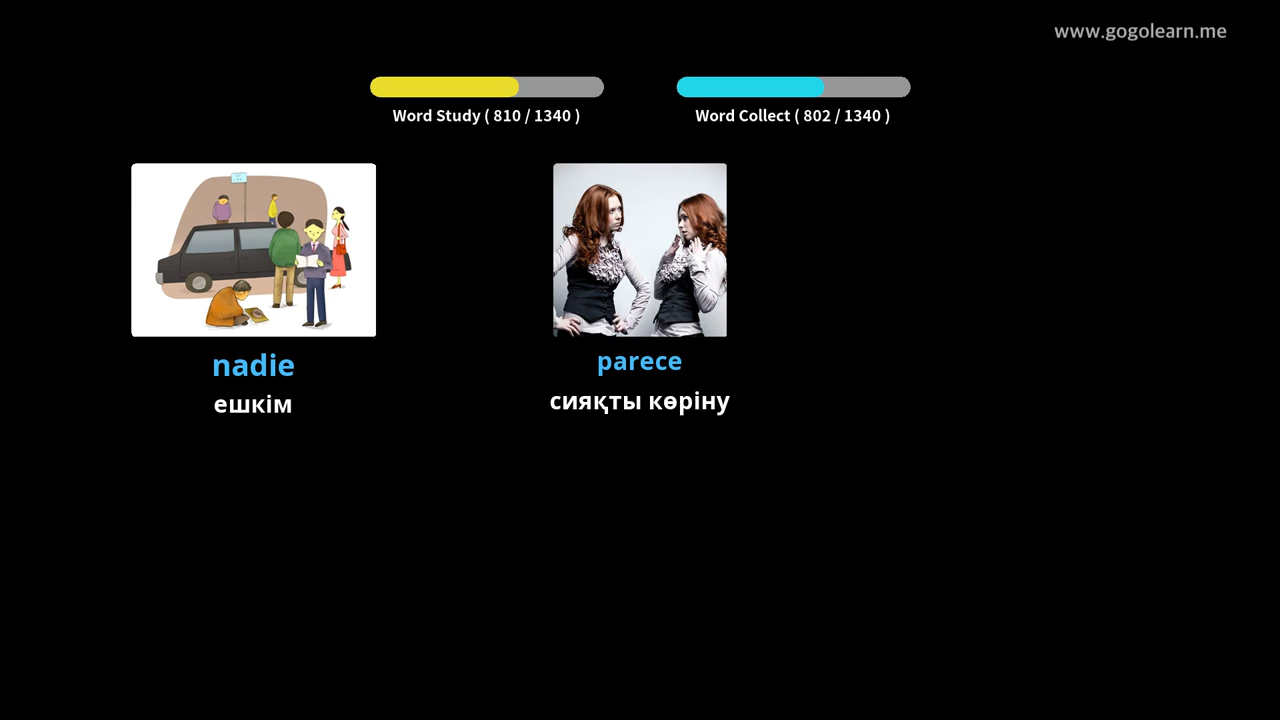 www.gogolearn.me
Word Study ( 810 / 1340 )
Word Collect ( 802 / 1340 )
nadie
ешкім
parece
сияқты көріну